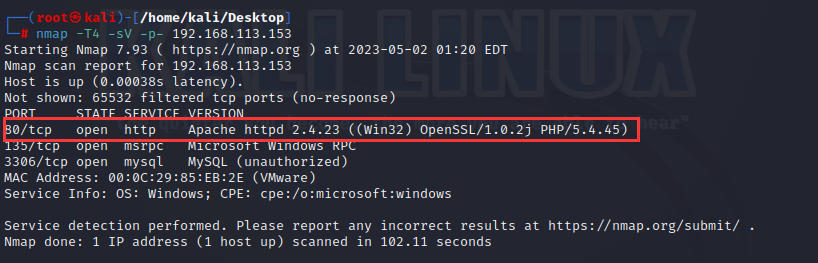 ┌──(root㉿kali)-[/home/kali/Desktop]
└─# nmap -T4 -sV -p- 192.168.113.153
Starting Nmap 7.93 ( https://nmap.org ) at 2023-05-02 01:20 EDT
Nmap scan report for 192.168.113.153
Host is up (0.00038s latency).
Not shown: 65532 filtered tcp ports (no-response)
PORT     STATE SERVICE VERSION
80/tcp   open  http    Apache httpd 2.4.23 ((Win32) OpenSSL/1.0.2j PHP/5.4.45)
135/tcp  open  msrpc   Microsoft Windows RPC
3306/tcp open  mysql   MySQL (unauthorized)
MAC Address: 00:0C:29:85:EB:2E (VMware)
Service Info: OS: Windows; CPE: cpe:/o:microsoft:windows
Service detection performed. Please report any incorrect results at https://nmap.org/submit/ .
Nmap done: 1 IP address (1 host up) scanned in 102.11 seconds
KALI LINUX